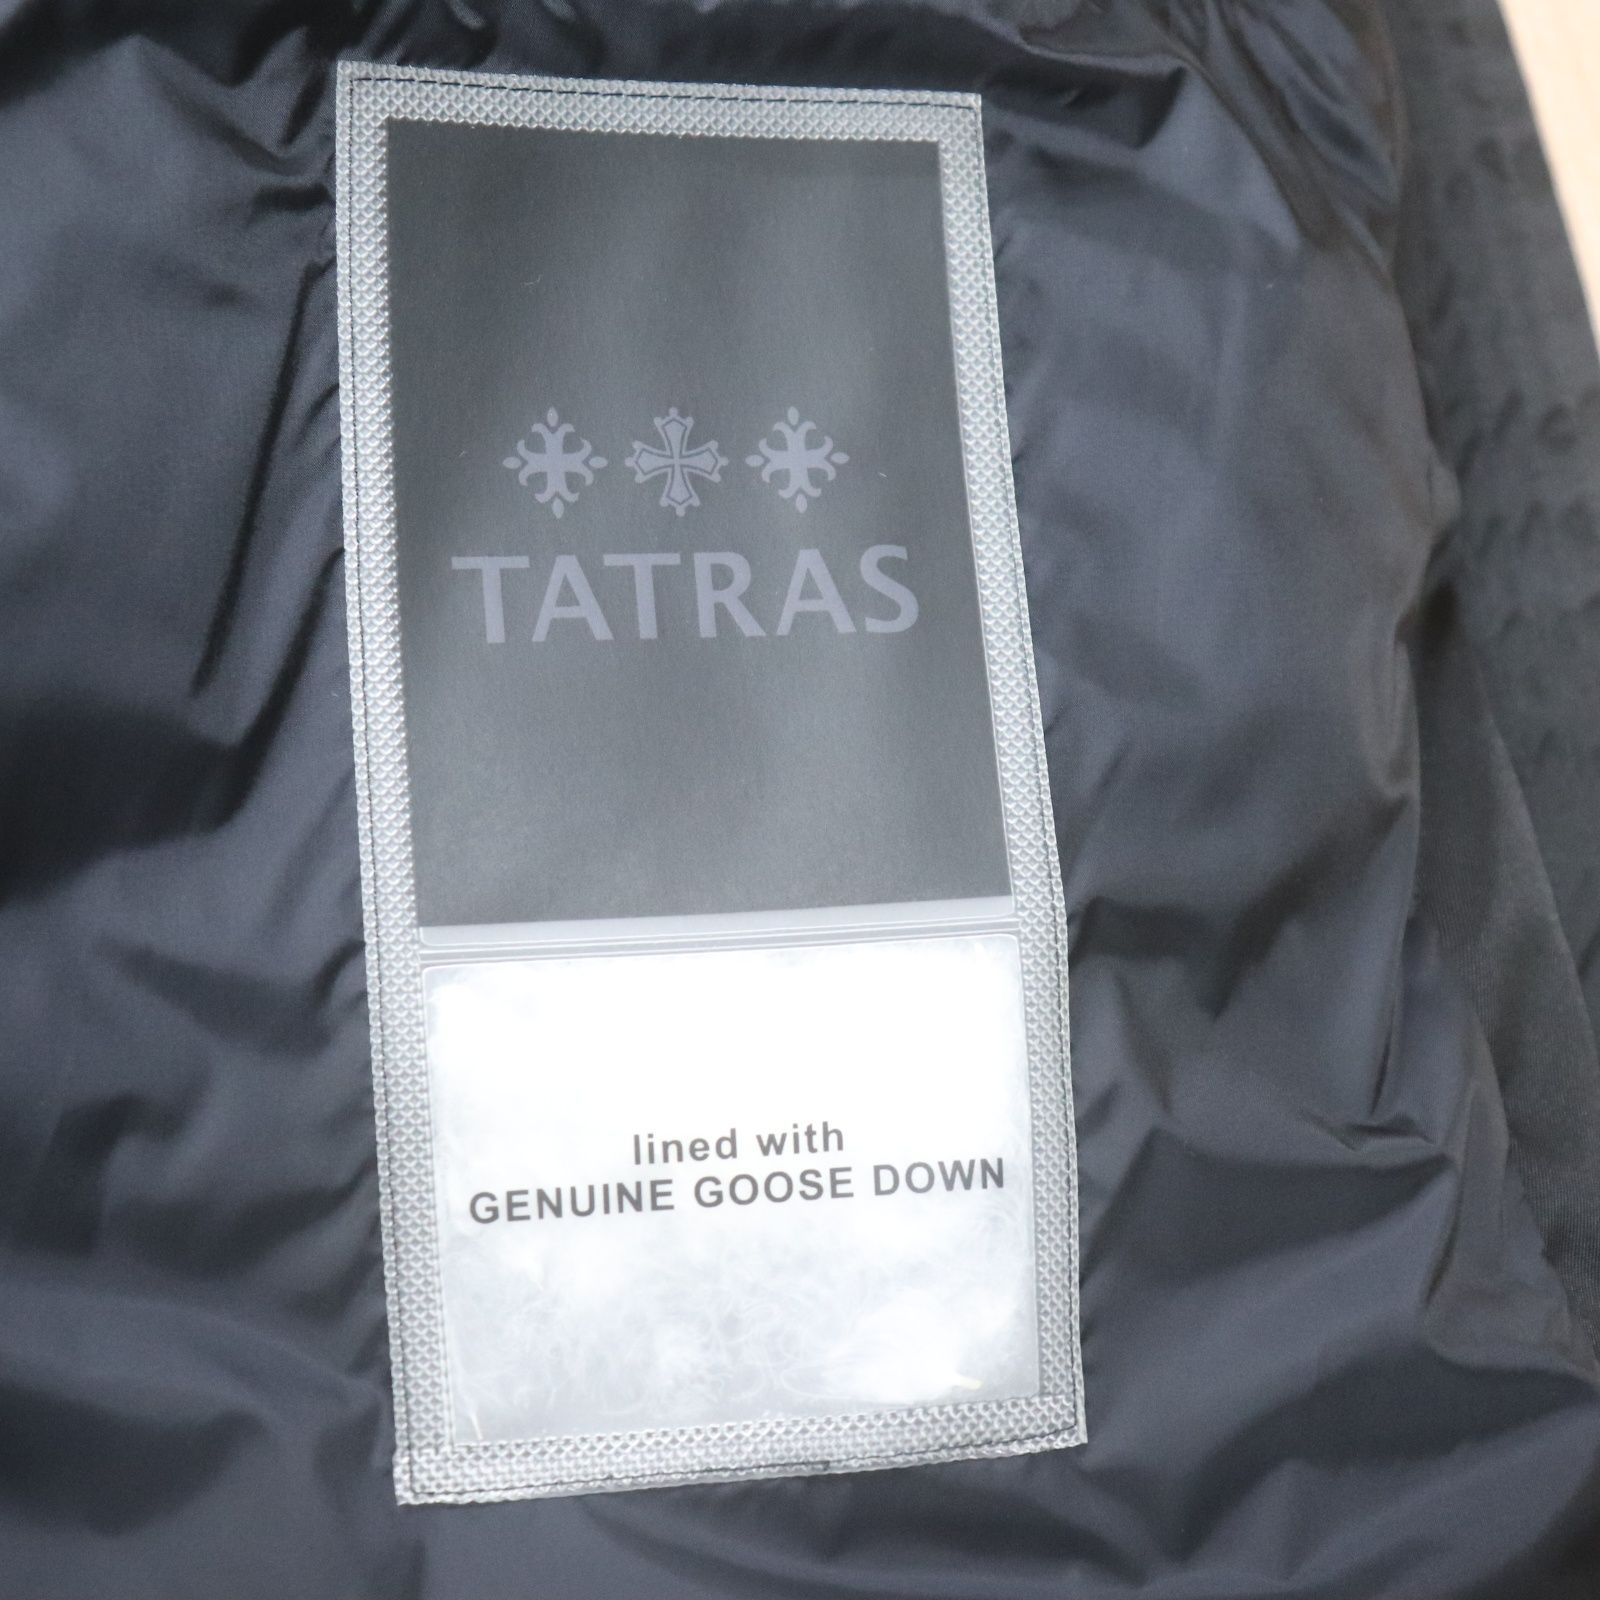 TATRAS
lined with
GENUINE GOOSE DOWN